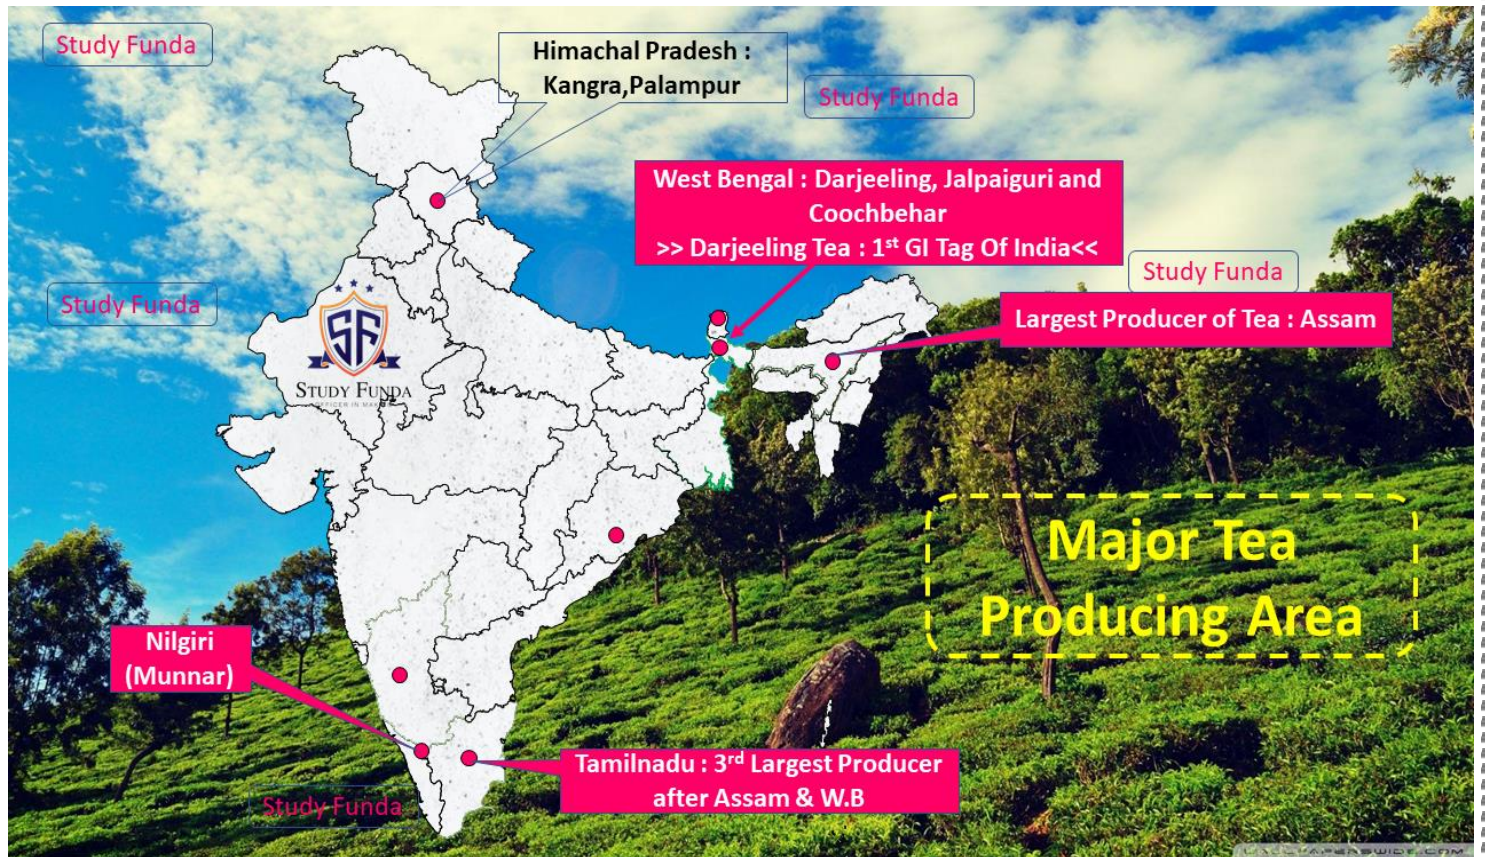 Study Funda
Himachal Pradesh :
Kangra,Palampur
Study Funda
West Bengal : Darjeeling, Jalpaiguri and
Coochbehar
>> Darjeeling Tea : 1st GI Tag Of India<<
Study Funda
Study Funda
Largest Producer of Tea : Assam
SF
STUDY FUNDA
Major Tea
Producing Area
Nilgiri
(Munnar)
Tamilnadu : 3rd Largest Producer
after Assam & W.B
Study Funda